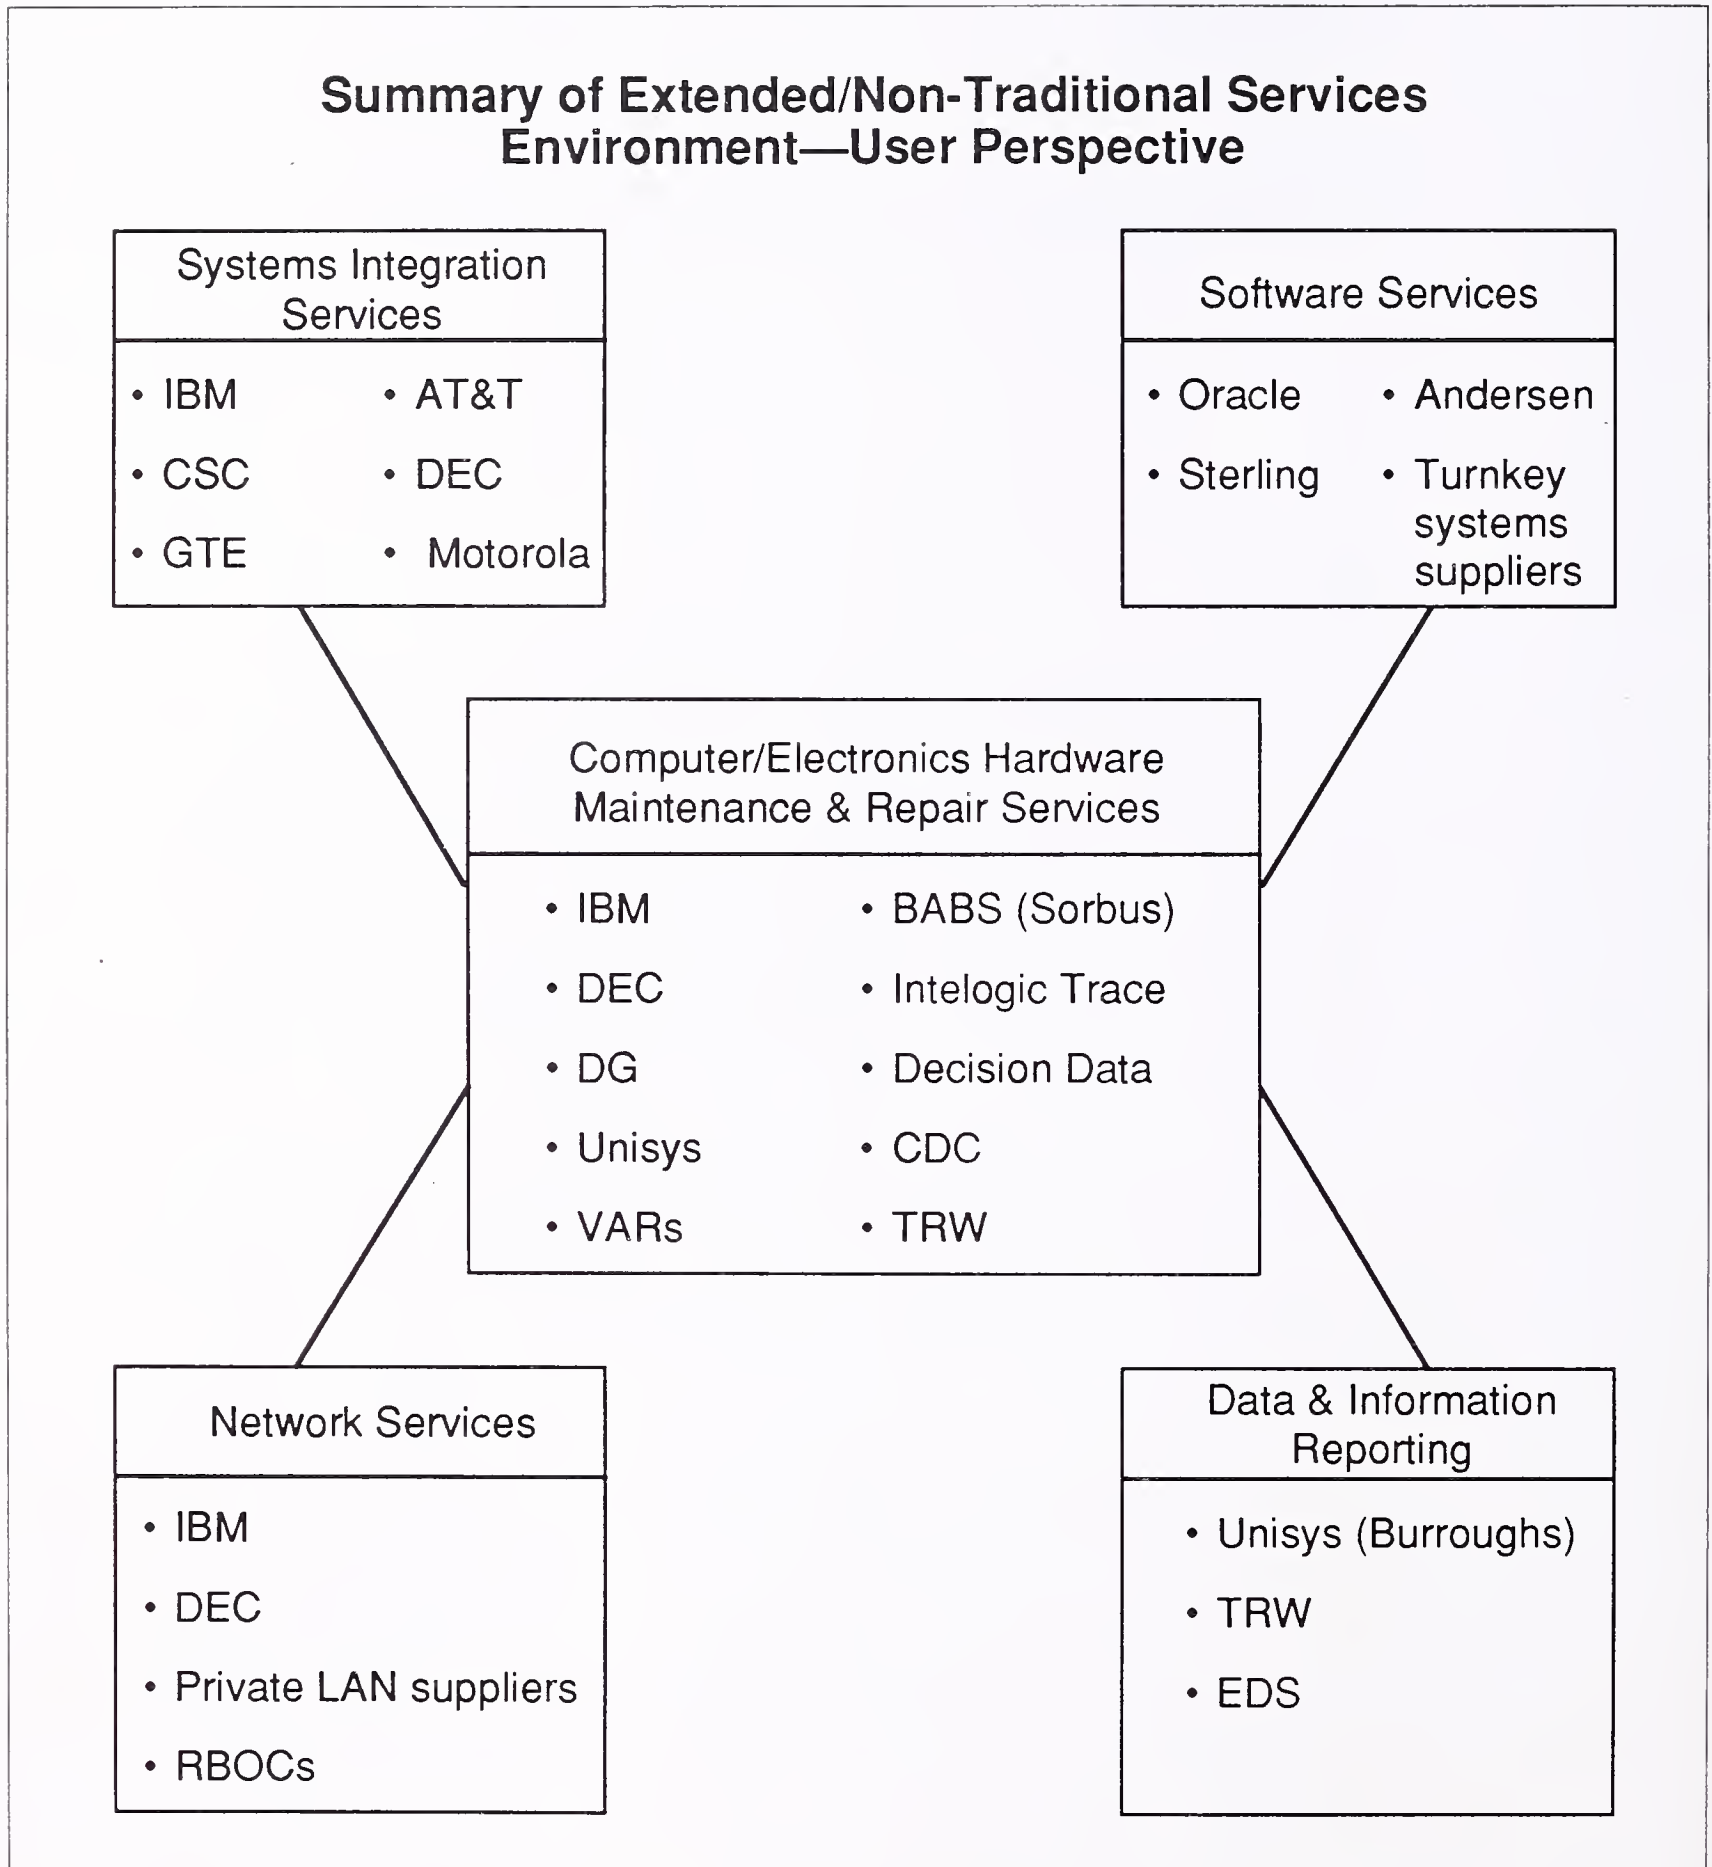 Summary of Extended/Non-Traditional Services
Environment—User Perspective
Systems Integration
Services
• IBM
• CSC
• GTE
• AT&T
• DEC
• Motorola
Software Services
• Oracle
• Sterling
• Andersen
• Turnkey
systems
suppliers
Computer/Electronics Hardware
Maintenance & Repair Services
• IBM
• DEC
• DG
• Unisys
• VARs
• BABS (Sorbus)
• Intelogic Trace
• Decision Data
• CDC
• TRW
Network Services
• IBM
• DEC
• Private LAN suppliers
• RBOCs
Data & Information
Reporting
• Unisys (Burroughs)
• TRW
• EDS